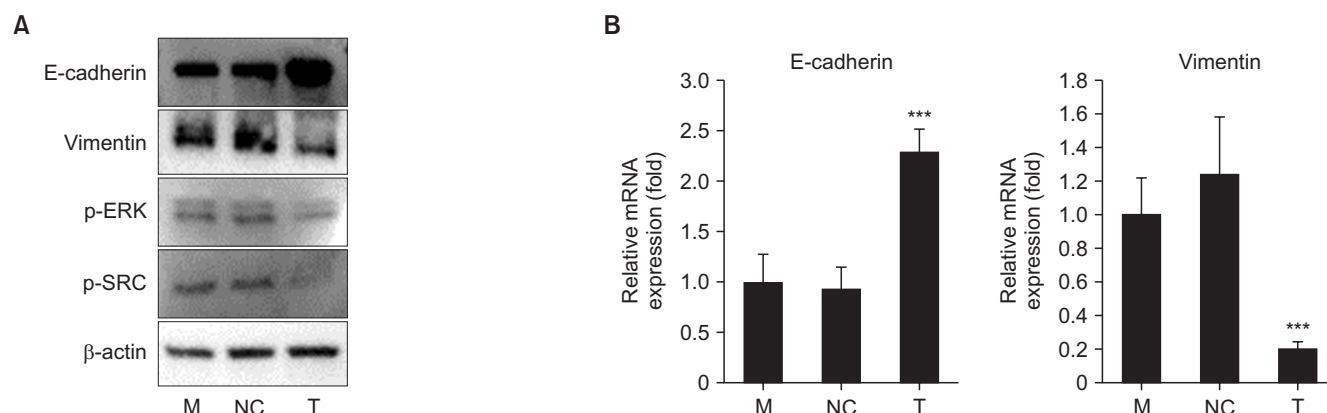 A
E-cadherin
Vimentin
p-ERK
p-SRC
β-actin
M NC T
B
E-cadherin
Relative mRNA
expression (fold)
3.0
2.5
2.0
1.5
1.0
0.5
0
***
M NC T
Vimentin
Relative mRNA
expression (fold)
1.8
1.6
1.4
1.2
1.0
0.8
0.6
0.4
0.2
0
***
M NC T